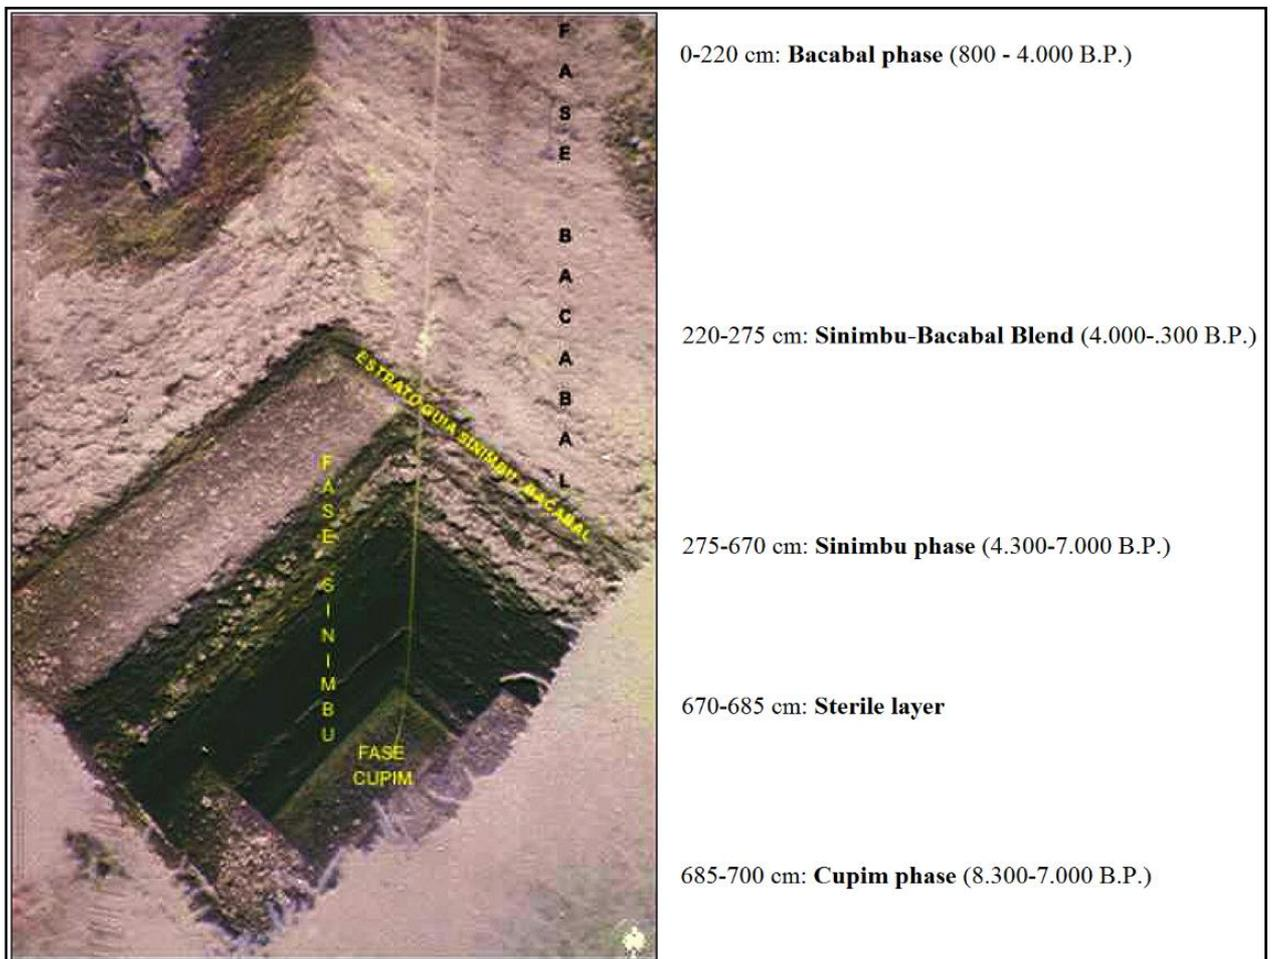 FASE BACABAL
ESTRATOGUIA SINIMBU - BACABAL
FASE SINIMBU
FASE
CUPIM
0-220 cm: Bacabal phase (800 - 4.000 B.P.)
220-275 cm: Sinimbu-Bacabal Blend (4.000-.300 B.P.)
275-670 cm: Sinimbu phase (4.300-7.000 B.P.)
670-685 cm: Sterile layer
685-700 cm: Cupim phase (8.300-7.000 B.P.)